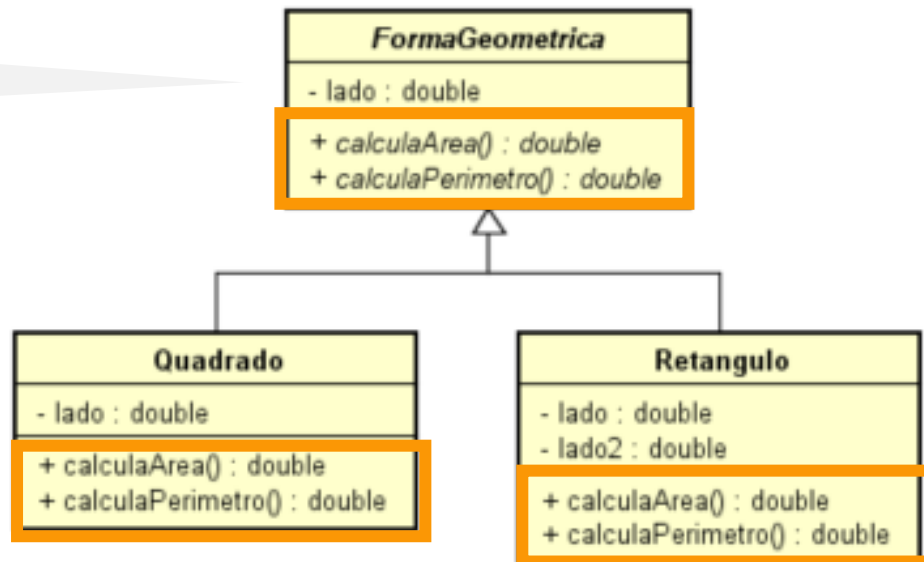 FormaGeometrica
- lado : double
+ calculaArea() : double
+ calculaPerimetro() : double
Quadrado
- lado : double
+ calculaArea() : double
+ calculaPerimetro() : double
Retangulo
- lado : double
- lado2 : double
+ calculaArea() : double
+ calculaPerimetro() : double